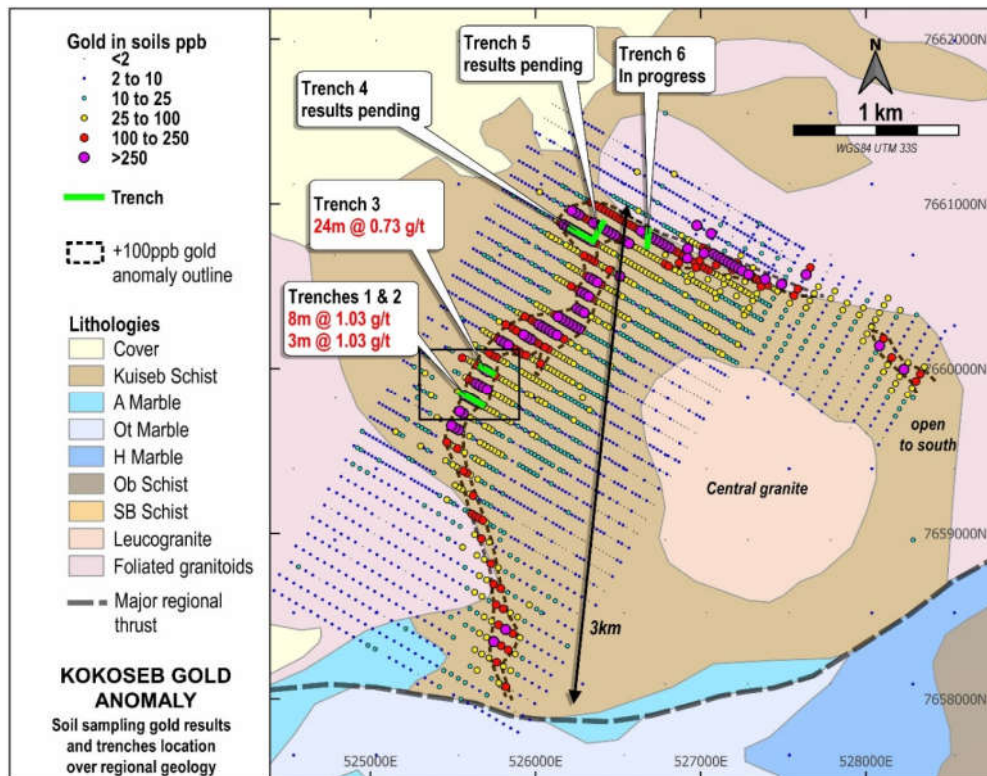 Gold in soils ppb
<2
2 to 10
10 to 25
25 to 100
100 to 250
>250
Trench
+100ppb gold
anomaly outline
Lithologies
Cover
Kuiseb Schist
A Marble
Ot Marble
H Marble
Ob Schist
SB Schist
Leucogranite
Foliated granitoids
Major regional
thrust
KOKOSEB GOLD
ANOMALY
Soil sampling gold results
and trenches location
over regional geology
Trench 5
results pending
Trench 6
In progress
Trench 4
results pending
Trench 3
24m @ 0.73 g/t
Trenches 1 & 2
8m @ 1.03 g/t
3m @ 1.03 g/t
N
1 km
WGS84 UTM 33S
7662000N
7661000N
7660000N
7659000N
7658000N
open
to south
Central granite
3km
525000E
526000E
527000E
528000E